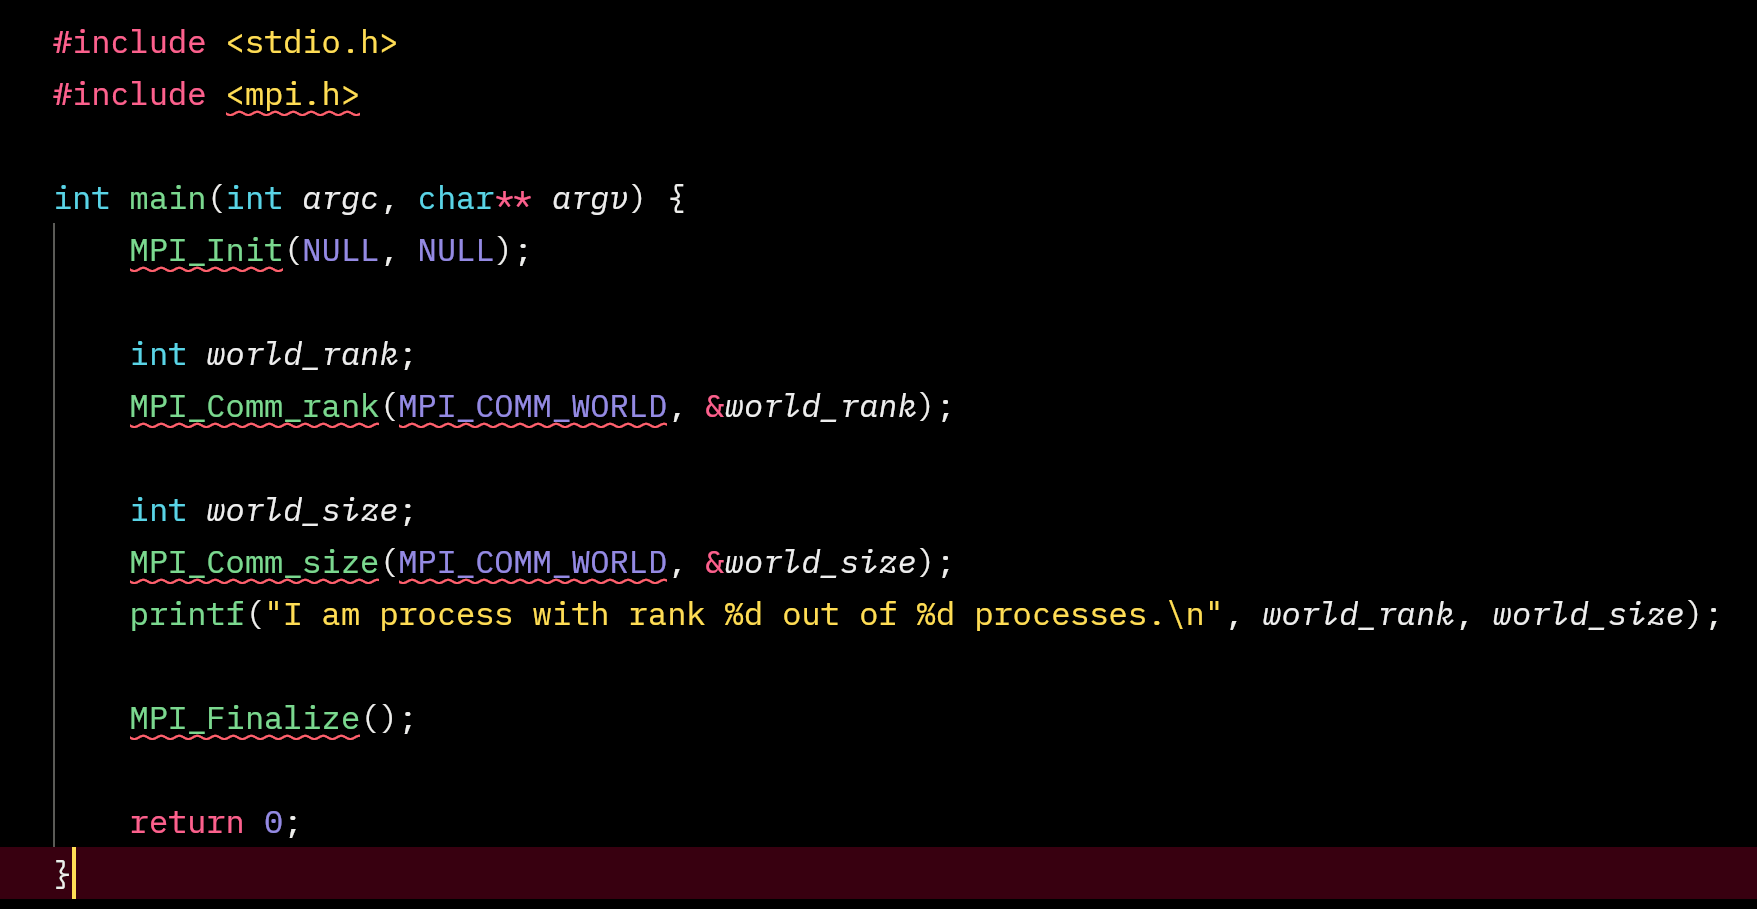 #include <stdio.h>
#include <mpi.h>
int main(int argc, char** argv) {
    MPI_Init(NULL, NULL);
    int world_rank;
    MPI_Comm_rank(MPI_COMM_WORLD, &world_rank);
    int world_size;
    MPI_Comm_size(MPI_COMM_WORLD, &world_size);
    printf("I am process with rank %d out of %d processes.\n", world_rank, world_size);
    MPI_Finalize();
    return 0;
}